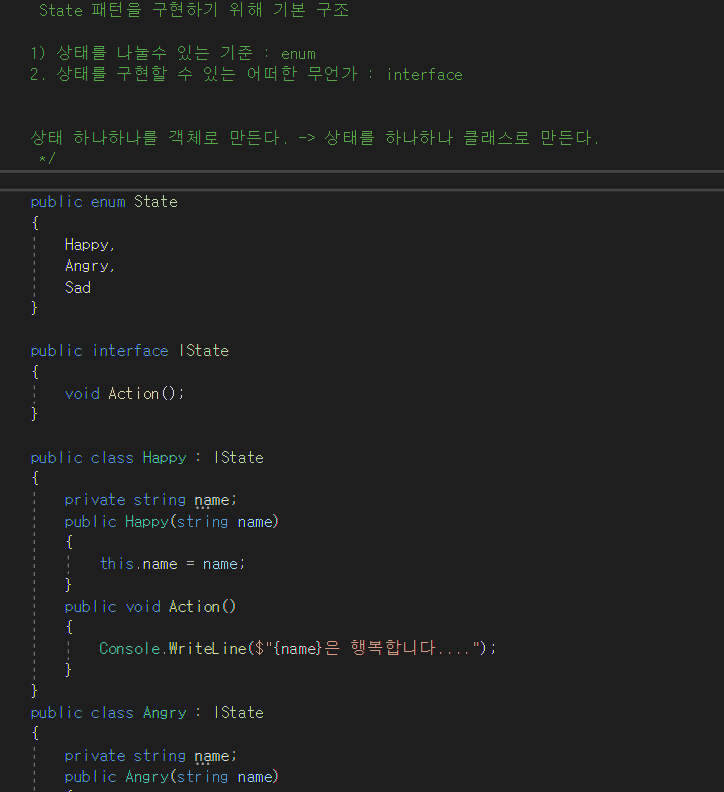 State 패턴을 구현하기 위해 기본 구조
1) 상태를 나눌수 있는 기준 : enum
2. 상태를 구현할 수 있는 어떠한 무언가 : interface
상태 하나하나를 객체로 만든다. -> 상태를 하나하나 클래스로 만든다.
*/
public enum State
{
Happy,
Angry,
Sad
}
public interface IState
{
void Action();
}
public class Happy : IState
{
private string name;
public Happy(string name)
{
this.name = name;
}
public void Action()
{
Console.WriteLine($"{name}은 행복합니다....");
}
}
public class Angry : IState
{
private string name;
public Angry(string name)